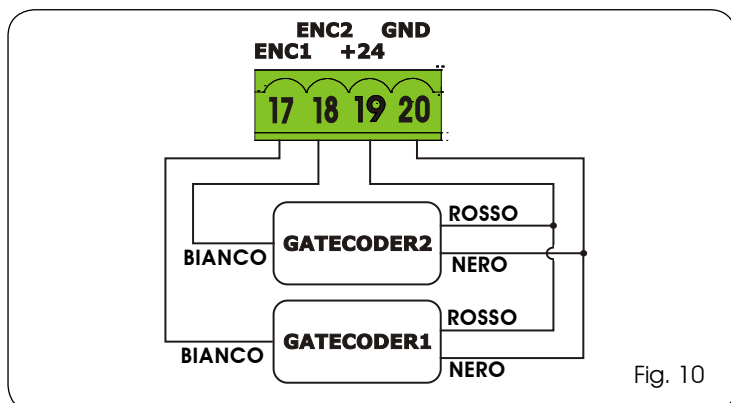 ENC2 GND
ENC1 +24
17 18 19 20
ROSSO
GATECODER2
BIANCO NERO
ROSSO
GATECODER1
BIANCO NERO
Fig. 10